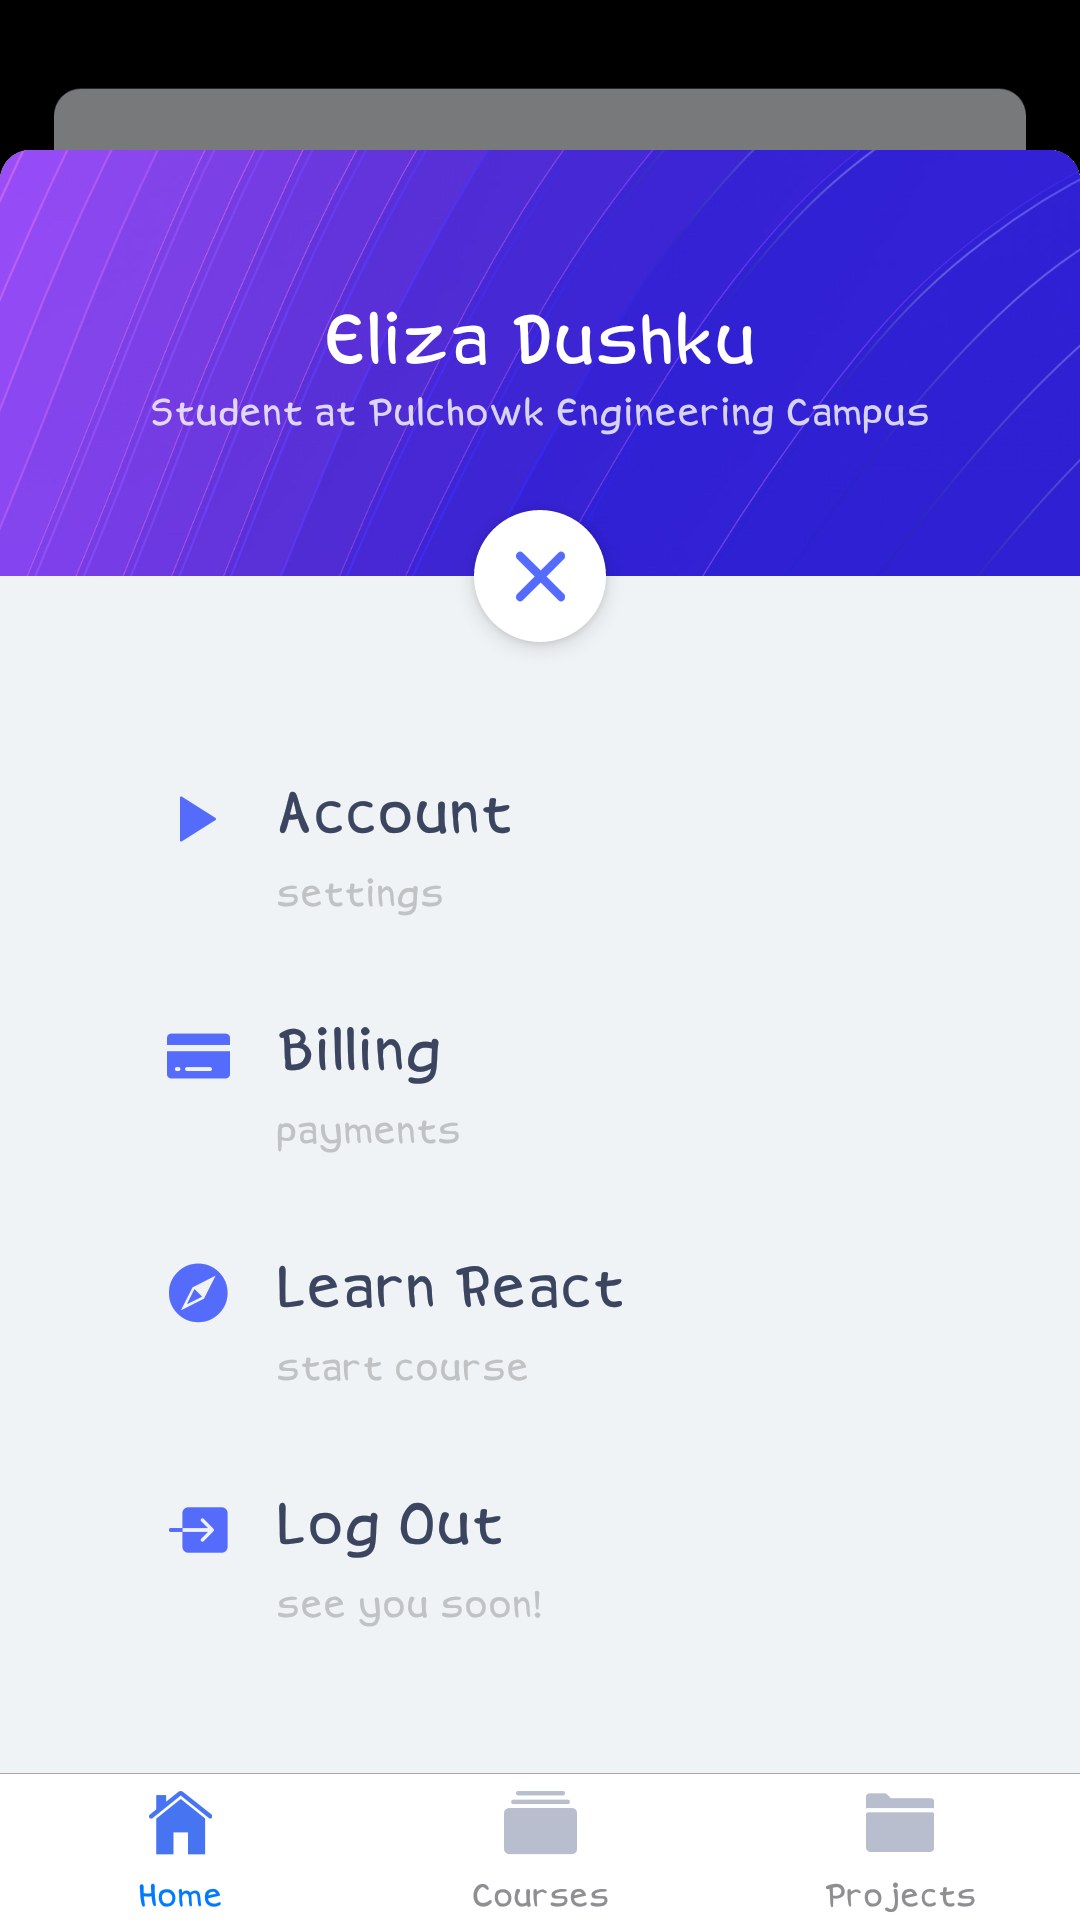 Eliza Dushku
Student at Pulchowk Engineering Campus
Account
settings
Billing
payments
Learn React
start course
Log Out
see you soon!
Home
Courses
Projects